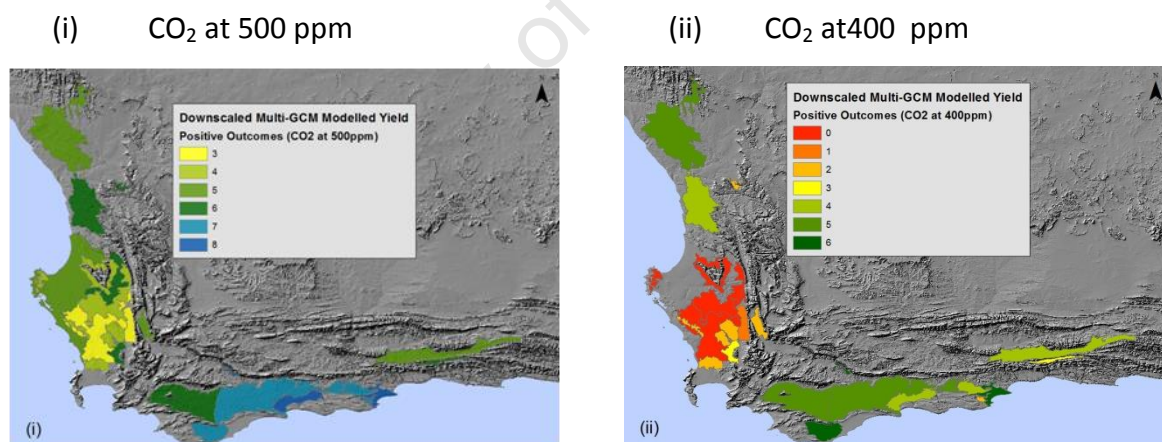 (i) CO₂ at 500 ppm
(ii) CO₂ at400 ppm
of
N
Downscaled Multi-GCM Modelled Yield
Positive Outcomes (CO2 at 500ppm)
3
4
5
6
7
8
(i)
N
Downscaled Multi-GCM Modelled Yield
Positive Outcomes (CO2 at 400ppm)
0
1
2
3
4
5
6
(ii)